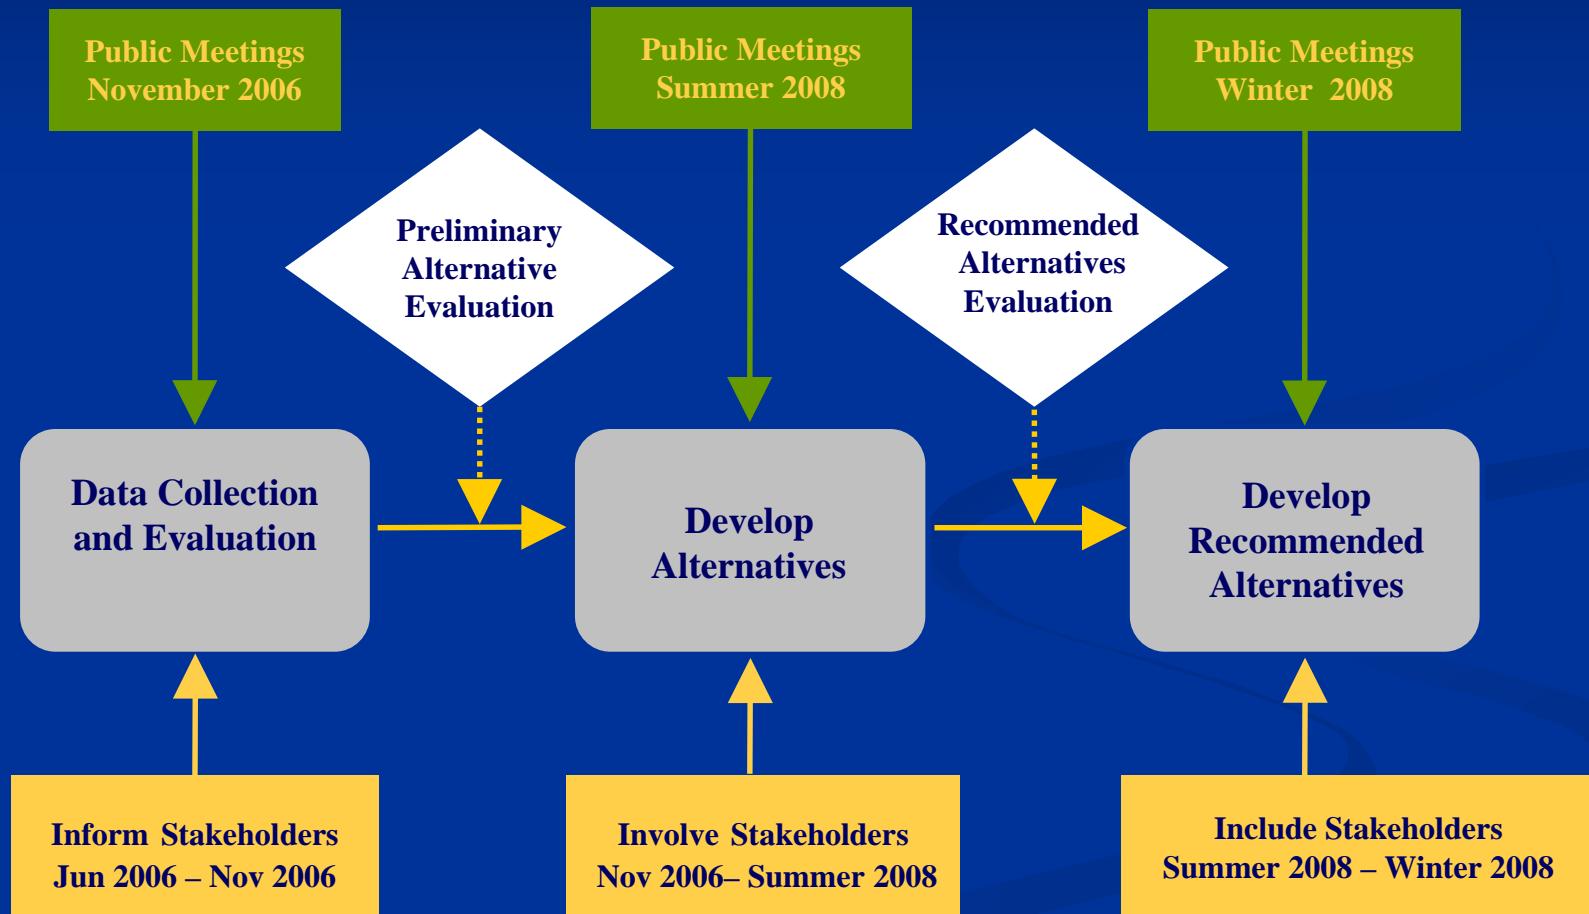 Public Meetings
November 2006
Public Meetings
Summer 2008
Public Meetings
Winter 2008
Preliminary
Alternative
Evaluation
Recommended
Alternatives
Evaluation
Data Collection
and Evaluation
Develop
Alternatives
Develop
Recommended
Alternatives
Inform Stakeholders
Jun 2006 – Nov 2006
Involve Stakeholders
Nov 2006– Summer 2008
Include Stakeholders
Summer 2008 – Winter 2008